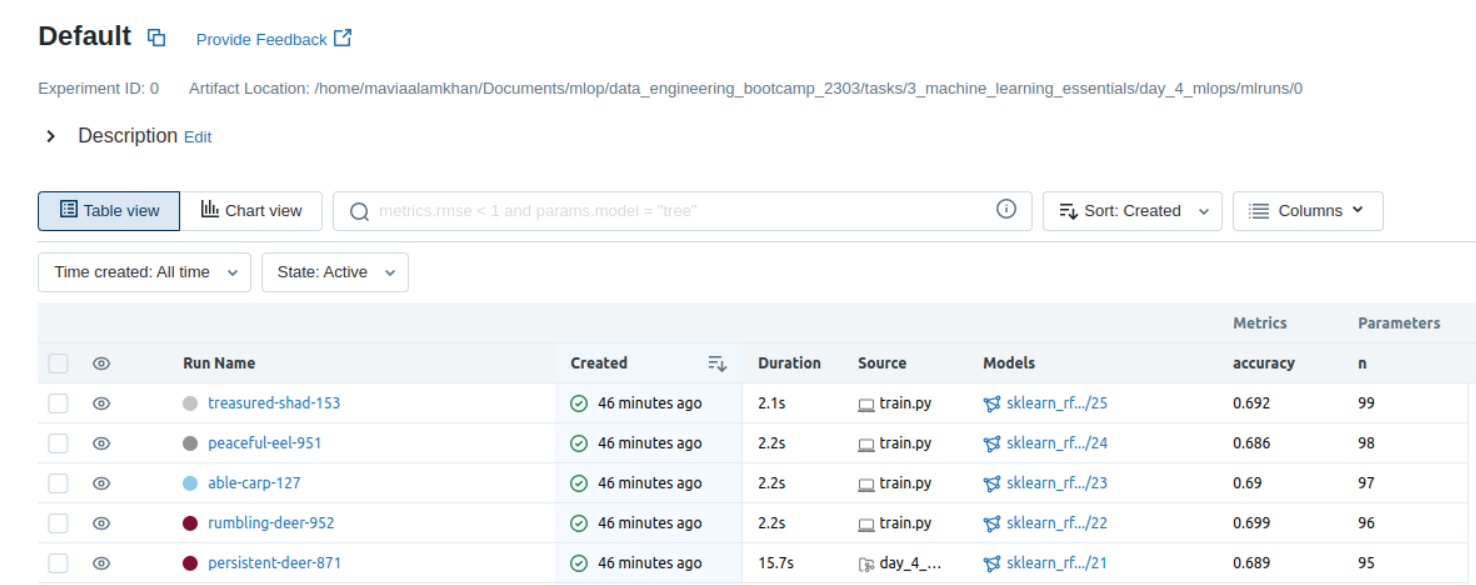 Default Provide Feedback
Experiment ID: 0 Artifact Location: /home/maviaalamkhan/Documents/mlop/data_engineering_bootcamp_2303/tasks/3_machine_learning_essentials/day_4_mlops/mlruns/0
Description Edit
Table view Chart view metrics.rmse < 1 and params.model = "tree" Sort: Created Columns
Time created: All time State: Active
Metrics Parameters
Run Name Created Duration Source Models accuracy n
treasured-shad-153 46 minutes ago 2.1s train.py sklearn_rf.../25 0.692 99
peaceful-eel-951 46 minutes ago 2.2s train.py sklearn_rf.../24 0.686 98
able-carp-127 46 minutes ago 2.2s train.py sklearn_rf.../23 0.69 97
rumbling-deer-952 46 minutes ago 2.2s train.py sklearn_rf.../22 0.699 96
persistent-deer-871 46 minutes ago 15.7s day_4_... sklearn_rf.../21 0.689 95